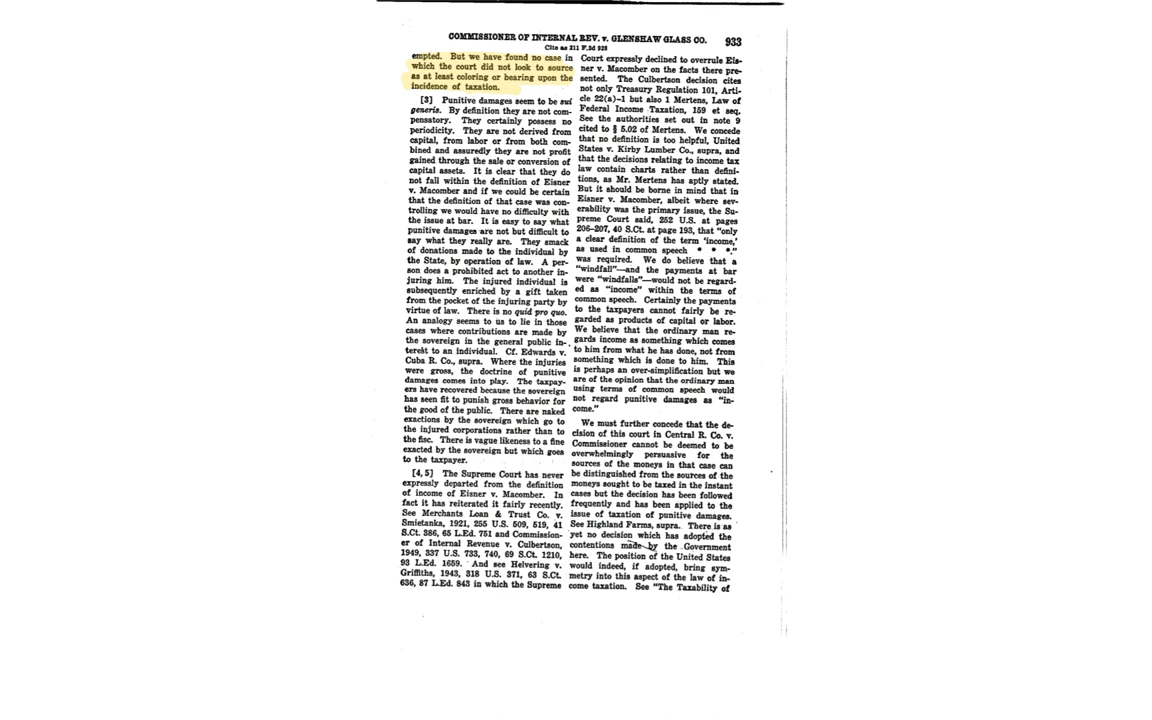 COMMISSIONER OF INTERNAL REV. v. GLENSHAW GLASS CO. 933
Cite as 211 F.2d 928
empted. But we have found no case in
which the court did not look to source
as at least coloring or bearing upon the
incidence of taxation.
[3] Punitive damages seem to be sui
generis. By definition they are not com-
pensatory. They certainly possess no
periodicity. They are not derived from
capital, from labor or from both com-
bined and assuredly they are not profit
gained through the sale or conversion of
capital assets. It is clear that they do
not fall within the definition of Eisner
v. Macomber and if we could be certain
that the definition of that case was con-
trolling we would have no difficulty with
the issue at bar. It is easy to say what
punitive damages are not but difficult to
say what they really are. They smack
of donations made to the individual by
the State, by operation of law. A per-
son does a prohibited act to another in-
juring him. The injured individual is
subsequently enriched by a gift taken
from the pocket of the injuring party by
virtue of law. There is no quid pro quo.
An analogy seems to us to lie in those
cases where contributions are made by
the sovereign in the general public in-
terest to an individual. Cf. Edwards v.
Cuba R. Co., supra. Where the injuries
were gross, the doctrine of punitive
damages comes into play. The taxpay-
ers have recovered because the sovereign
has seen fit to punish gross behavior for
the good of the public. There are naked
exactions by the sovereign which go to
the injured corporations rather than to
the fisc. There is vague likeness to a fine
exacted by the sovereign but which goes
to the taxpayer.
[4, 5] The Supreme Court has never
expressly departed from the definition
of income of Eisner v. Macomber. In
fact it has reiterated it fairly recently.
See Merchants Loan & Trust Co. v.
Smietanka, 1921, 255 U.S. 509, 519, 41
S.Ct. 386, 65 L.Ed. 751 and Commission-
er of Internal Revenue v. Culbertson,
1949, 337 U.S. 733, 740, 69 S.Ct. 1210,
93 L.Ed. 1659. And see Helvering v.
Griffiths, 1943, 318 U.S. 371, 63 S.Ct.
636, 87 L.Ed. 843 in which the Supreme
Court expressly declined to overrule Eis-
ner v. Macomber on the facts there pre-
sented. The Culbertson decision cites
not only Treasury Regulation 101, Arti-
cle 22(a)-1 but also 1 Mertens, Law of
Federal Income Taxation, 159 et seq.
See the authorities set out in note 9
cited to § 5.02 of Mertens. We concede
that no definition is too helpful, United
States v. Kirby Lumber Co., supra, and
that the decisions relating to income tax
law contain charts rather than defini-
tions, as Mr. Mertens has aptly stated.
But it should be borne in mind that in
Eisner v. Macomber, albeit where sev-
erability was the primary issue, the Su-
preme Court said, 252 U.S. at pages
206-207, 40 S.Ct. at page 193, that "only
a clear definition of the term 'income,'
as used in common speech * * *,"
was required. We do believe that a
"windfall"—and the payments at bar
were "windfalls"—would not be regard-
ed as "income" within the terms of
common speech. Certainly the payments
to the taxpayers cannot fairly be re-
garded as products of capital or labor.
We believe that the ordinary man re-
gards income as something which comes
to him from what he has done, not from
something which is done to him. This
is perhaps an over-simplification but we
are of the opinion that the ordinary man
using terms of common speech would
not regard punitive damages as "in-
come."
We must further concede that the de-
cision of this court in Central R. Co. v.
Commissioner cannot be deemed to be
overwhelmingly persuasive for the
sources of the moneys in that case can
be distinguished from the sources of the
moneys sought to be taxed in the instant
cases but the decision has been followed
frequently and has been applied to the
issue of taxation of punitive damages.
See Highland Farms, supra. There is as
yet no decision which has adopted the
contentions made by the Government
here. The position of the United States
would indeed, if adopted, bring sym-
metry into this aspect of the law of in-
come taxation. See "The Taxability of